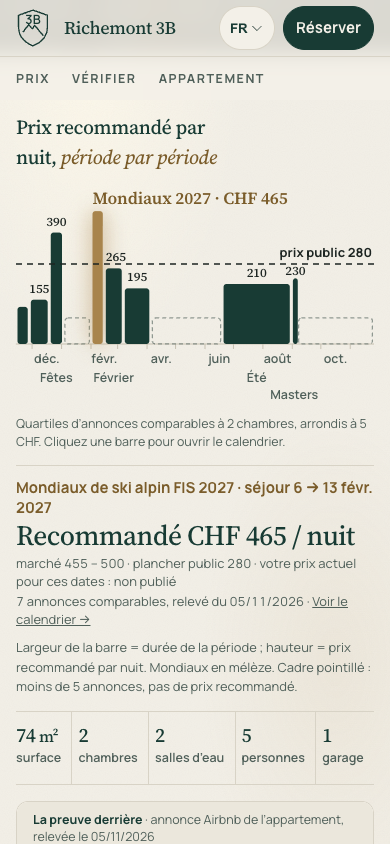 3B
Richemont 3B
FR
Réserver
PRIX VÉRIFIER APPARTEMENT
Prix recommandé par
nuit, période par période
Mondiaux 2027 · CHF 465
390
prix public 280
265
230
210
195
155
déc. févr. avr. juin août oct.
Fêtes Février Été
Masters
Quartiles d’annonces comparables à 2 chambres, arrondis à 5
CHF. Cliquez une barre pour ouvrir le calendrier.
Mondiaux de ski alpin FIS 2027 · séjour 6 → 13 févr.
2027
Recommandé CHF 465 / nuit
marché 455 – 500 · plancher public 280 · votre prix actuel
pour ces dates : non publié
7 annonces comparables, relevé du 05/11/2026 · Voir le
calendrier →
Largeur de la barre = durée de la période ; hauteur = prix
recommandé par nuit. Mondiaux en mélèze. Cadre pointillé :
moins de 5 annonces, pas de prix recommandé.
74 m² 2 2 5 1
surface chambres salles d’eau personnes garage
La preuve derrière · annonce Airbnb de l’appartement,
relevée le 05/11/2026